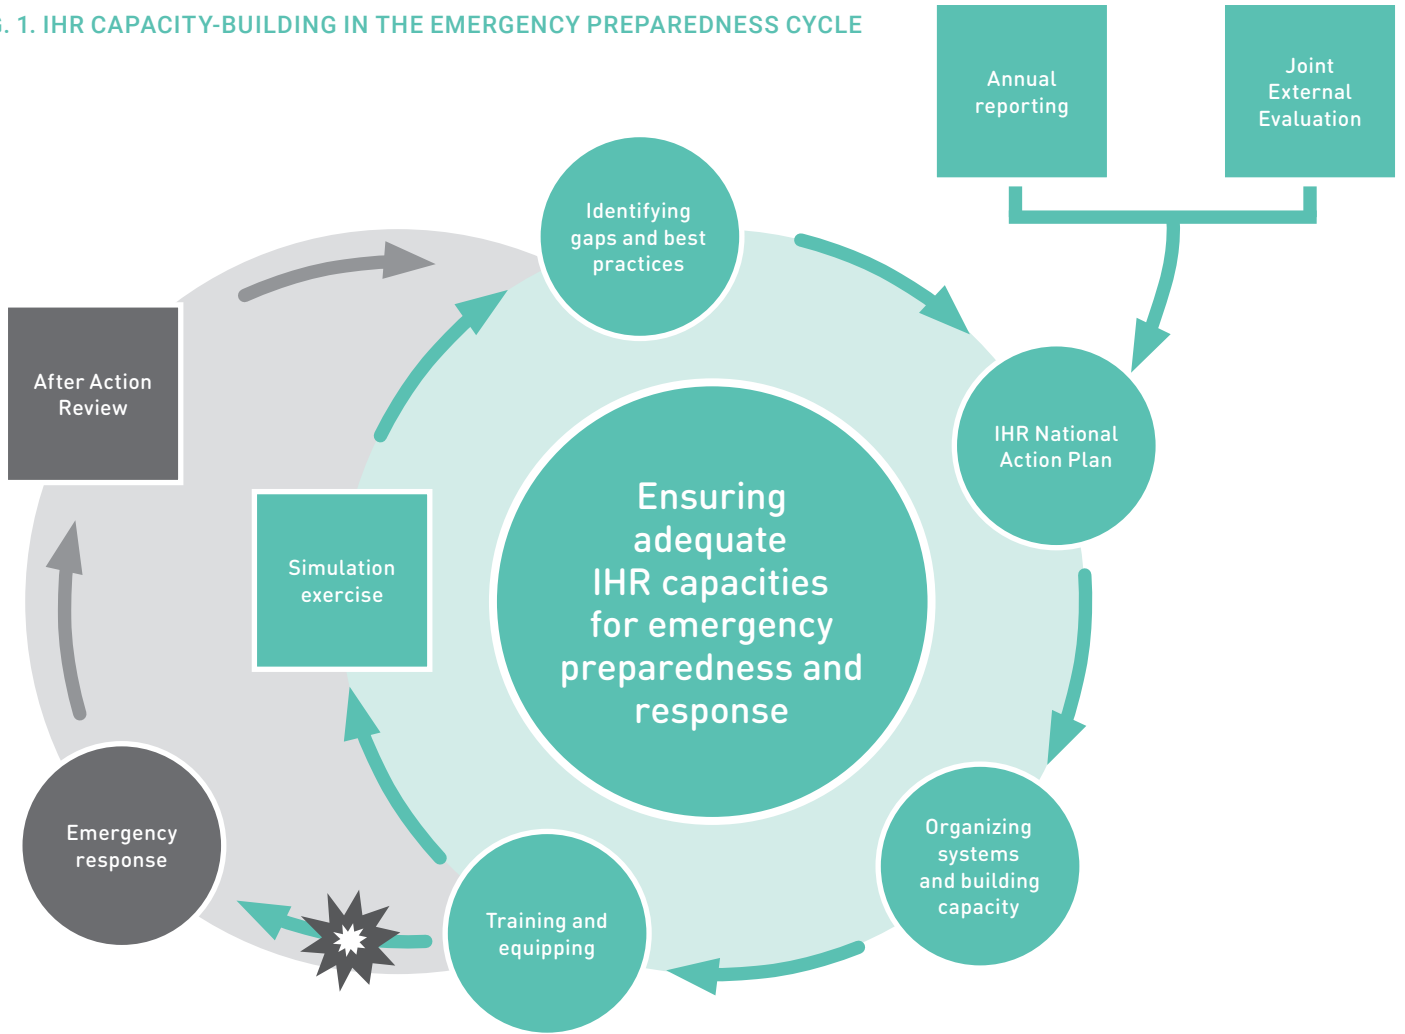 . 1. IHR CAPACITY-BUILDING IN THE EMERGENCY PREPAREDNESS CYCLE
Annual
reporting
Joint
External
Evaluation
Identifying
gaps and best
practices
After Action
Review
IHR National
Action Plan
Simulation
exercise
Ensuring
adequate
IHR capacities
for emergency
preparedness and
response
Emergency
response
Organizing
systems
and building
capacity
Training and
equipping